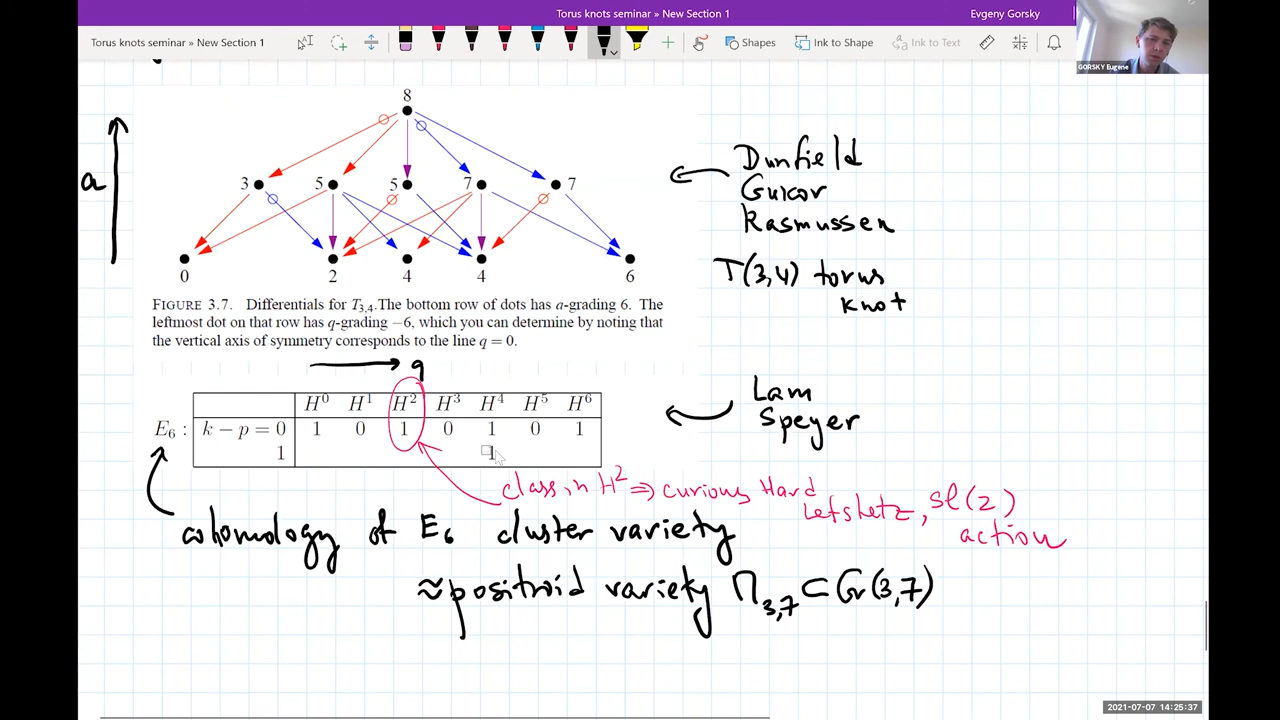 Torus knots seminar » New Section 1
Evgeny Gorsky
Torus knots seminar » New Section 1
Shapes
Ink to Shape
Ink to Text
GORSKY Eugene
8
a
3 5 5 7 7
0 2 4 4 6
Dunfield
Gukov
Rasmussen
T(3,4) torus
knot
FIGURE 3.7. Differentials for T3,4. The bottom row of dots has a-grading 6. The
leftmost dot on that row has q-grading −6, which you can determine by noting that
the vertical axis of symmetry corresponds to the line q = 0.
q
H⁰ H¹ H² H³ H⁴ H⁵ H⁶
E₆ : k − p = 0 1 0 1 0 1 0 1
1 1
Lam
Speyer
class in H² ⇒ curious Hard
Lefshetz, sl(2)
action
cohomology of E₆ cluster variety
≈ positroid variety Π₃,₇ ⊂ Gr(3,7)
2021-07-07 14:25:37